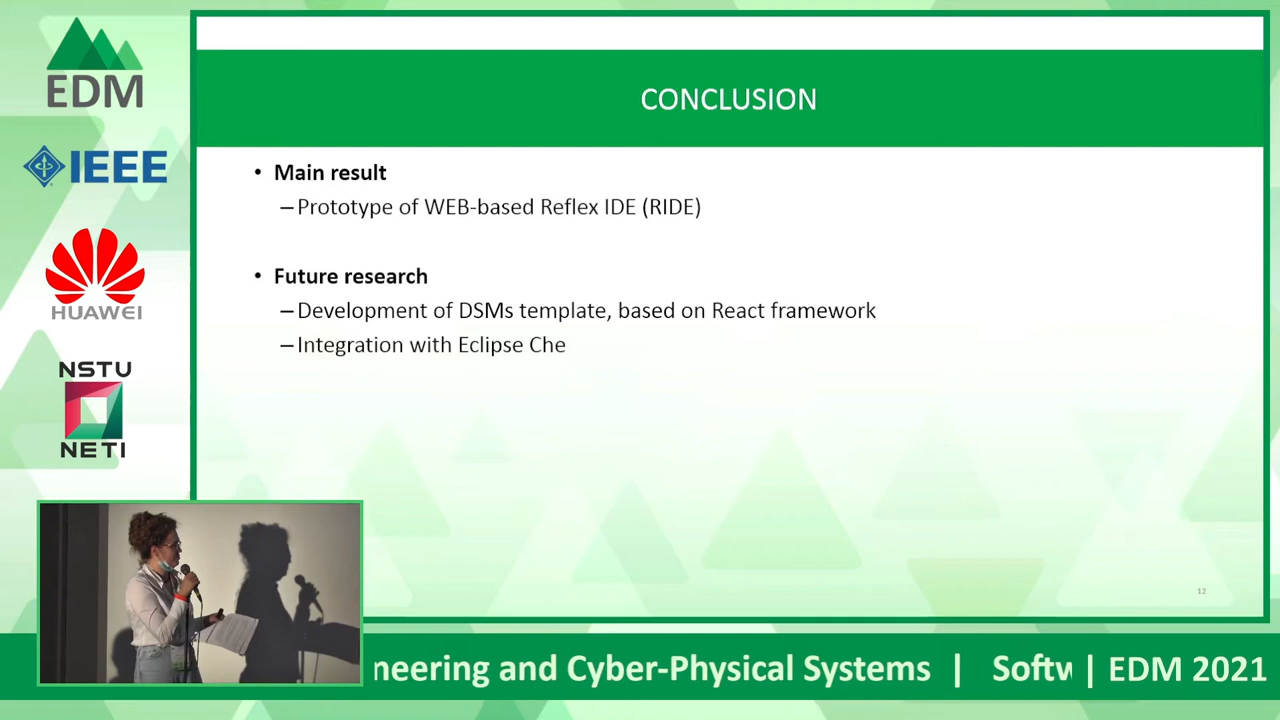 EDM
IEEE
HUAWEI
NSTU
NETI
CONCLUSION
• Main result
–Prototype of WEB-based Reflex IDE (RIDE)
• Future research
–Development of DSMs template, based on React framework
–Integration with Eclipse Che
12
neering and Cyber-Physical Systems | Softw | EDM 2021